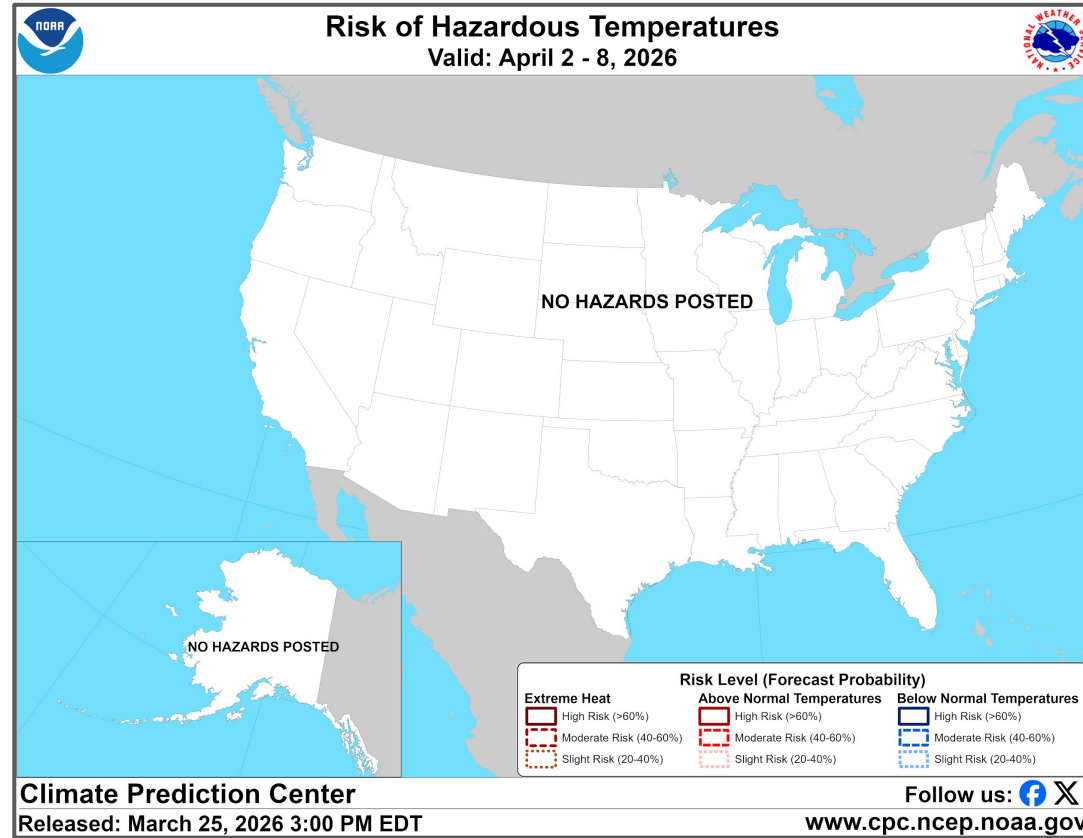 NOAA
Risk of Hazardous Temperatures
Valid: April 2 - 8, 2026
NATIONAL WEATHER SERVICE
NO HAZARDS POSTED
NO HAZARDS POSTED
Risk Level (Forecast Probability)
Extreme Heat
High Risk (>60%)
Moderate Risk (40-60%)
Slight Risk (20-40%)
Above Normal Temperatures
High Risk (>60%)
Moderate Risk (40-60%)
Slight Risk (20-40%)
Below Normal Temperatures
High Risk (>60%)
Moderate Risk (40-60%)
Slight Risk (20-40%)
Climate Prediction Center
Follow us:
Released: March 25, 2026 3:00 PM EDT
www.cpc.ncep.noaa.gov